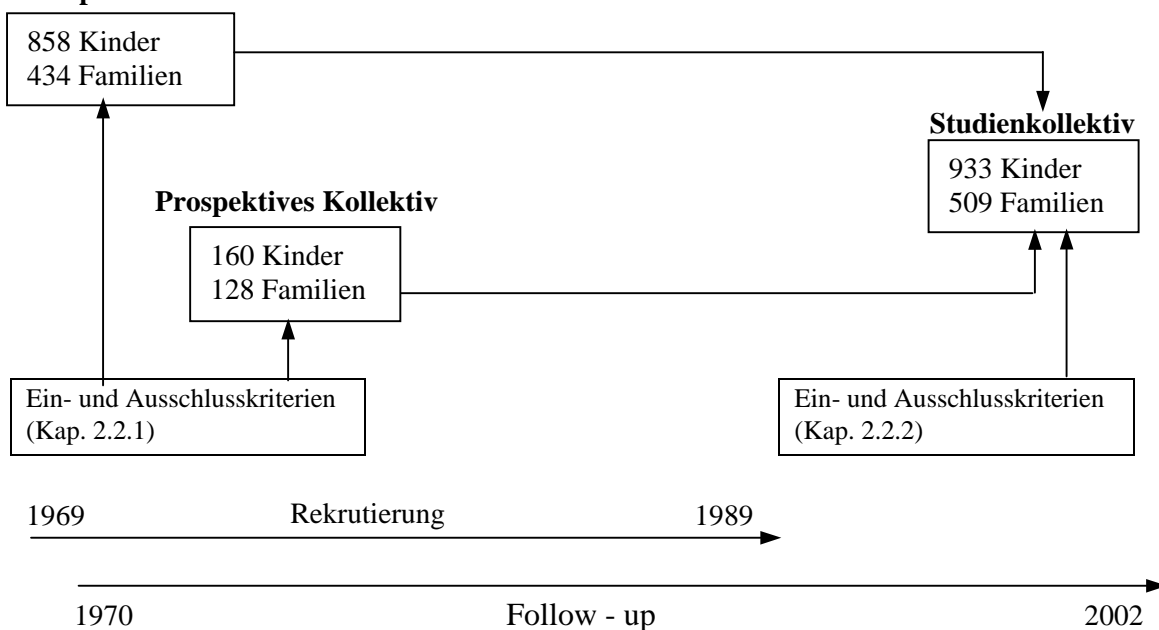 858 Kinder
434 Familien
Studienkollektiv
933 Kinder
509 Familien
Prospektives Kollektiv
160 Kinder
128 Familien
Ein- und Ausschlusskriterien
(Kap. 2.2.1)
Ein- und Ausschlusskriterien
(Kap. 2.2.2)
1969 Rekrutierung 1989
1970 Follow - up 2002